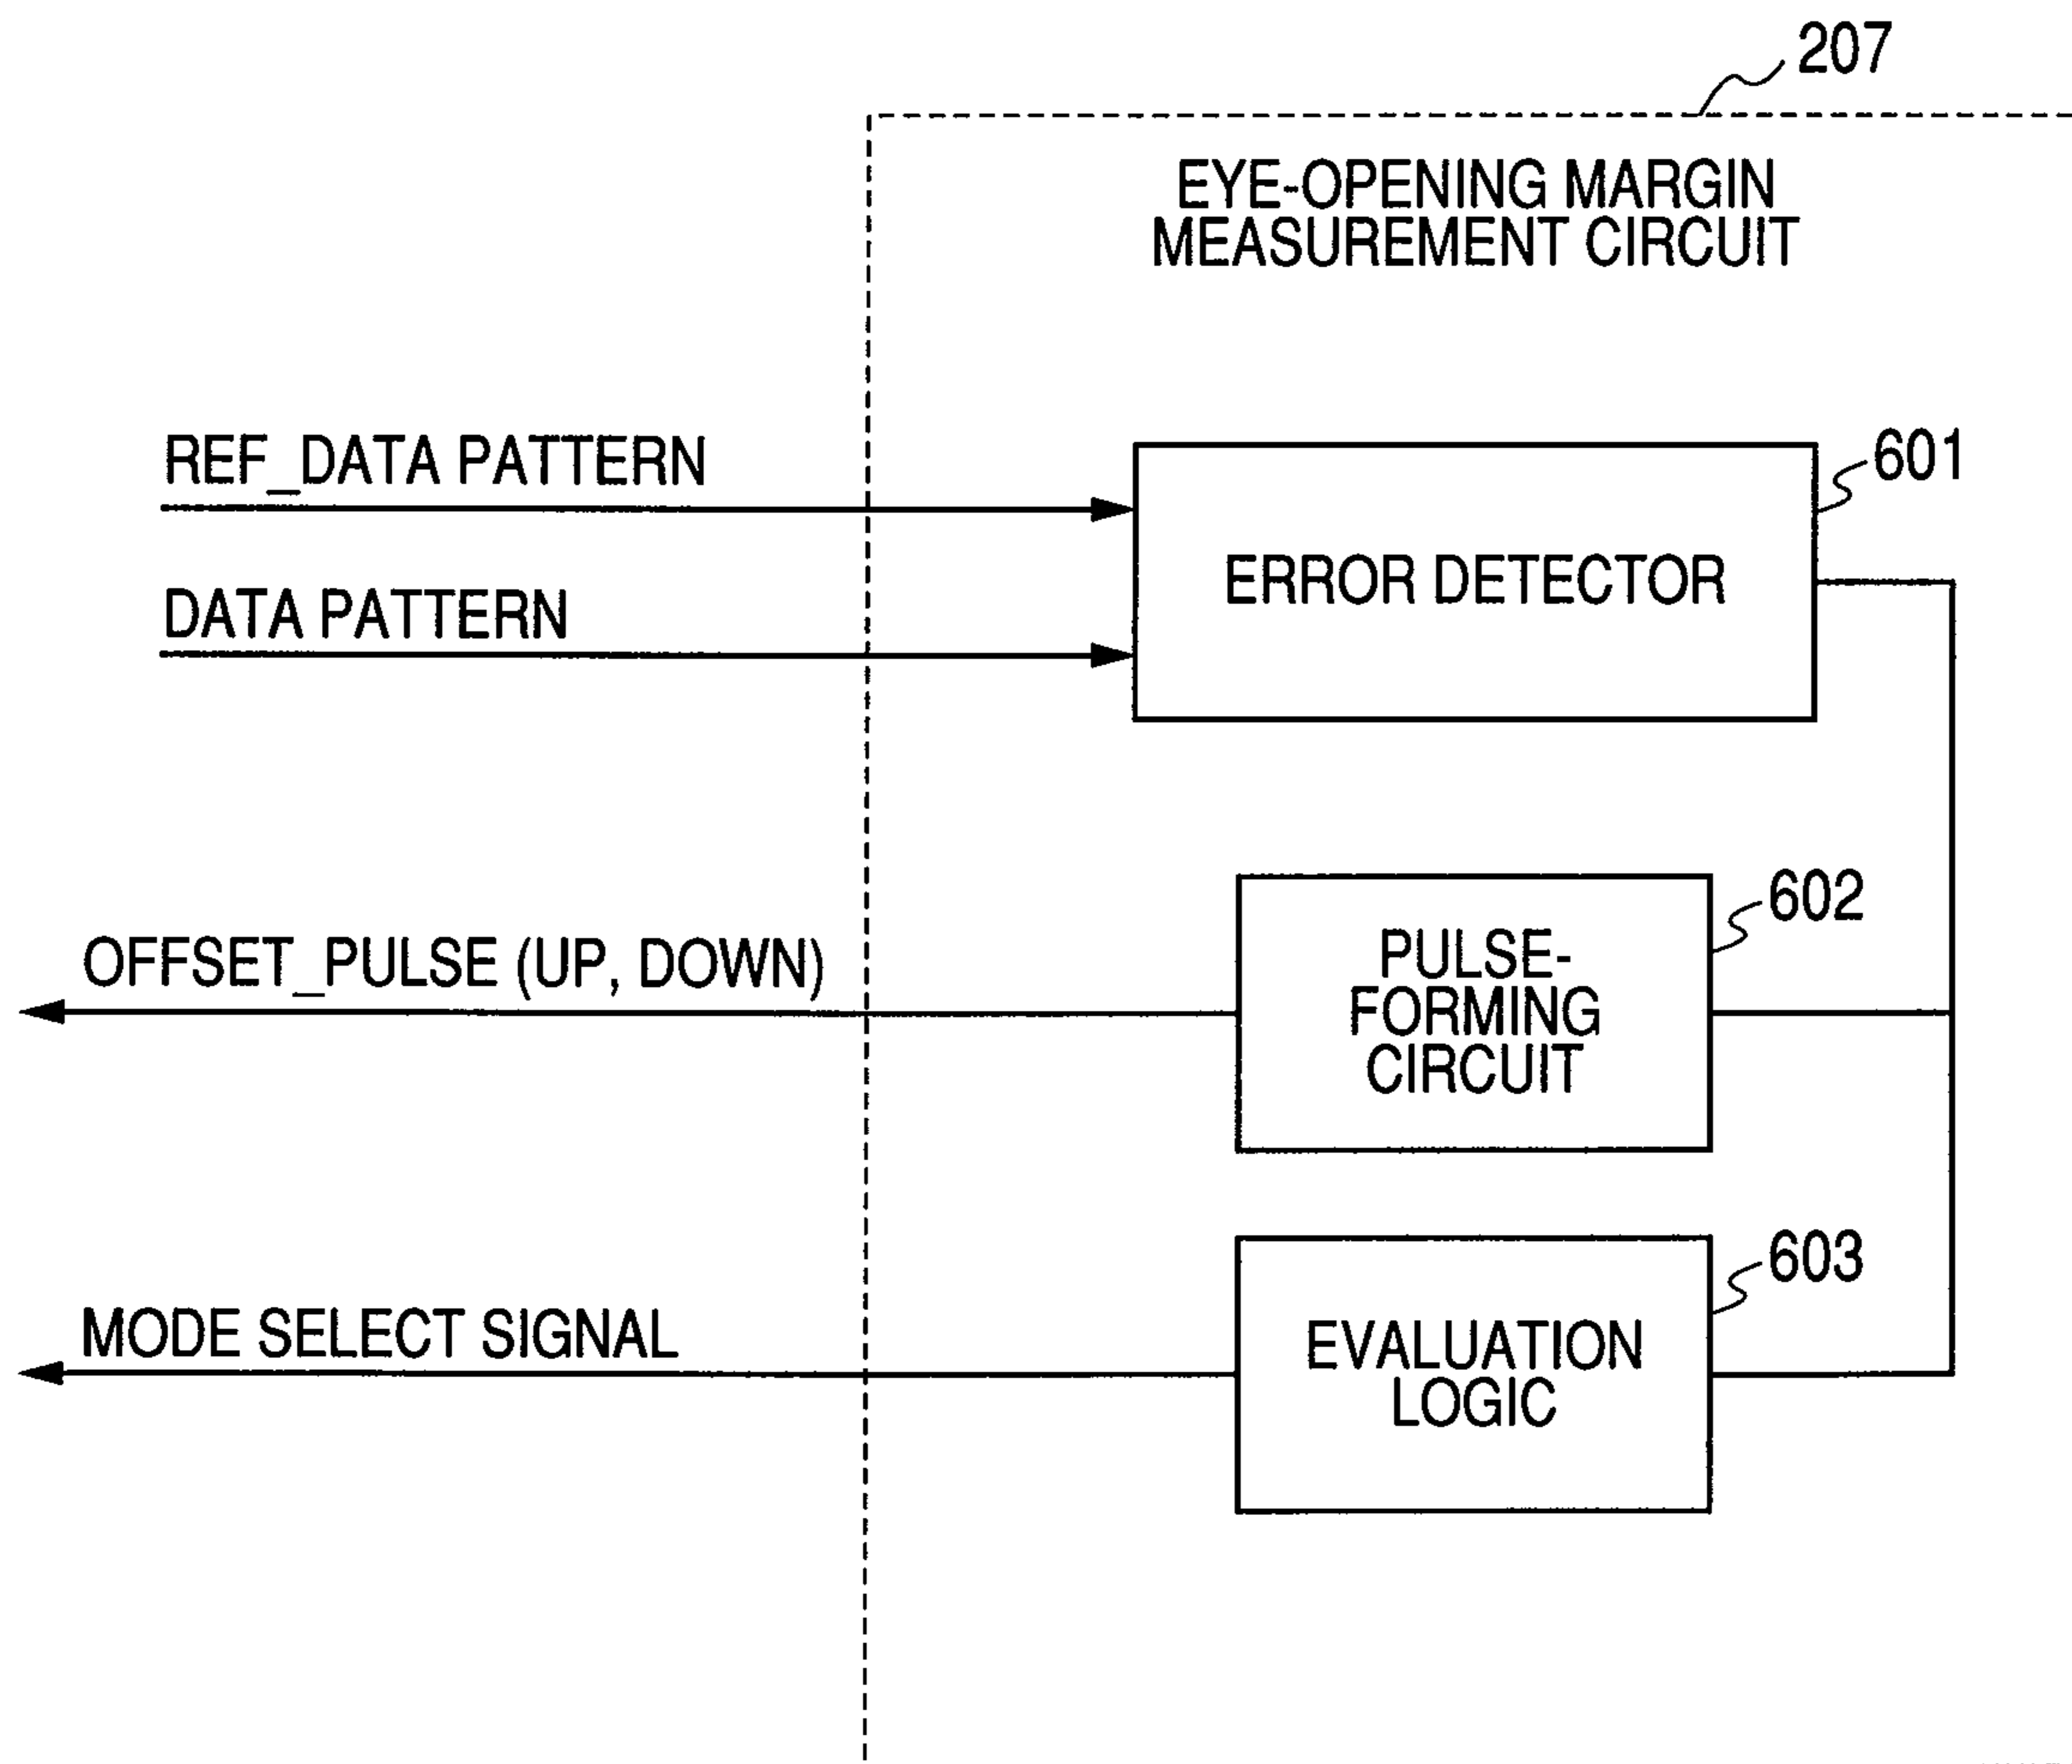 207
EYE-OPENING MARGIN
MEASUREMENT CIRCUIT
REF_DATA PATTERN
601
ERROR DETECTOR
DATA PATTERN
602
OFFSET_PULSE (UP, DOWN)
PULSE-
FORMING
CIRCUIT
603
MODE SELECT SIGNAL
EVALUATION
LOGIC